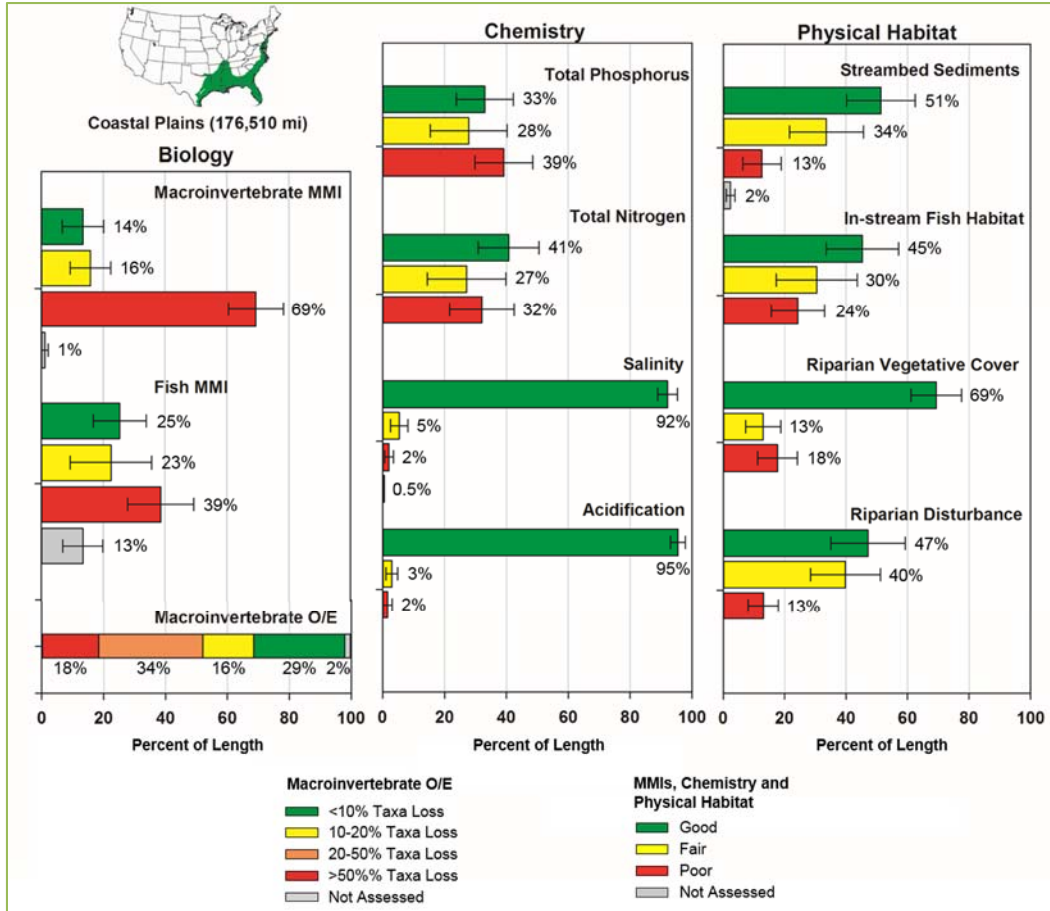 Coastal Plains (176,510 mi)
Biology
Macroinvertebrate MMI
14%
16%
69%
1%
Fish MMI
25%
23%
39%
13%
Macroinvertebrate O/E
18%
34%
16%
29%
2%
0 20 40 60 80 100
Percent of Length
Chemistry
Total Phosphorus
33%
28%
39%
Total Nitrogen
41%
27%
32%
Salinity
92%
5%
2%
0.5%
Acidification
95%
3%
2%
0 20 40 60 80 100
Percent of Length
Physical Habitat
Streambed Sediments
51%
34%
13%
2%
In-stream Fish Habitat
45%
30%
24%
Riparian Vegetative Cover
69%
13%
18%
Riparian Disturbance
47%
40%
13%
0 20 40 60 80 100
Percent of Length
Macroinvertebrate O/E
<10% Taxa Loss
10-20% Taxa Loss
20-50% Taxa Loss
>50%% Taxa Loss
Not Assessed
MMIs, Chemistry and
Physical Habitat
Good
Fair
Poor
Not Assessed